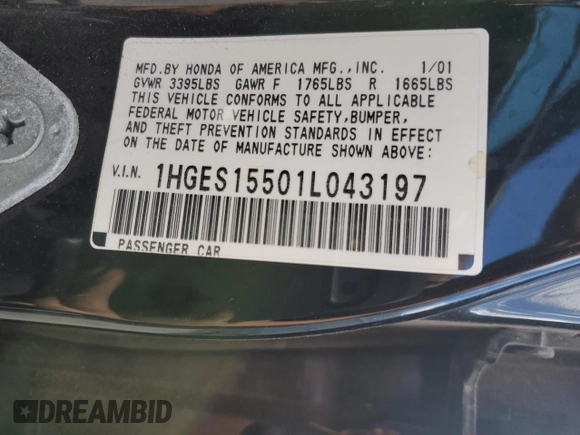 MFD.BY HONDA OF AMERICA MFG.,INC. 1/01
GVWR 3395LBS GAWR F 1765LBS R 1665LBS
THIS VEHICLE CONFORMS TO ALL APPLICABLE
FEDERAL MOTOR VEHICLE SAFETY,BUMPER,
AND THEFT PREVENTION STANDARDS IN EFFECT
ON THE DATE OF MANUFACTURE SHOWN ABOVE:
V.I.N. 1HGES15501L043197
PASSENGER CAR
DREAMBID